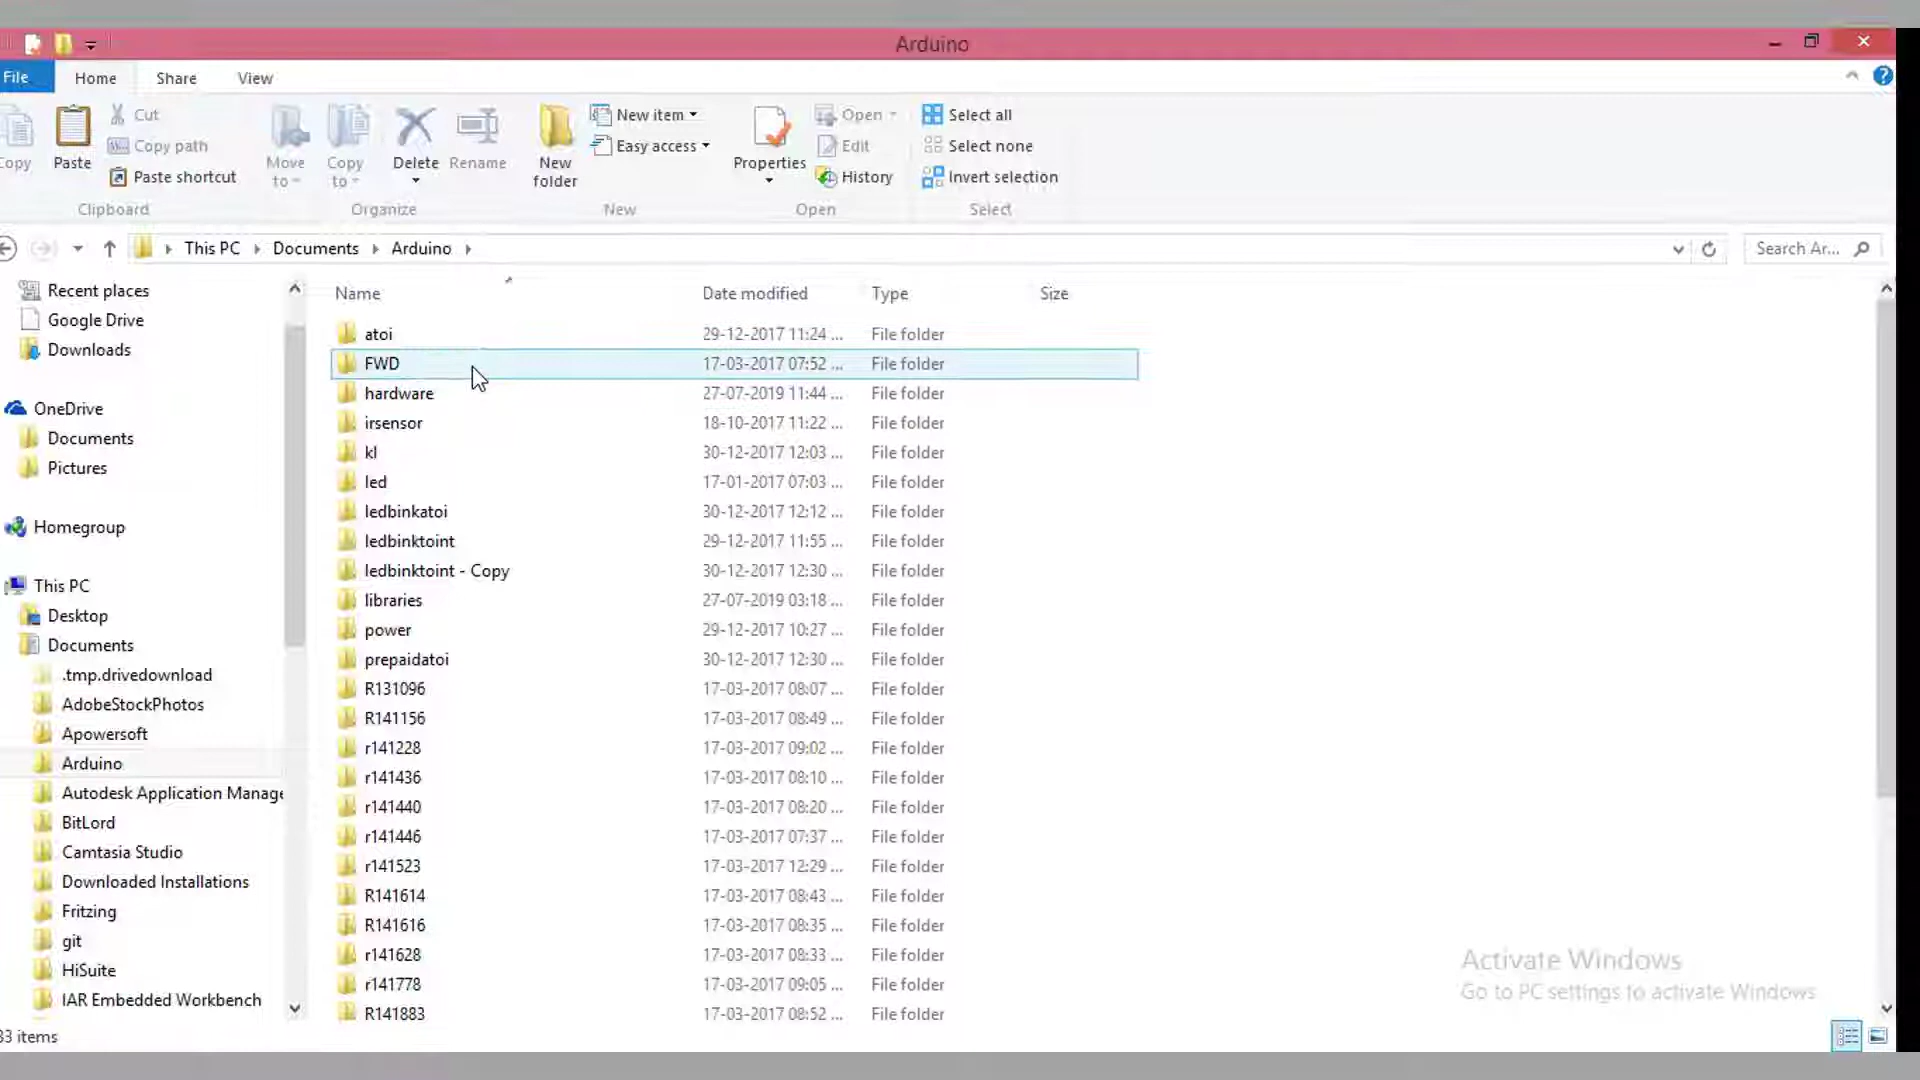 Arduino
File Home Share View
Copy Paste Cut Copy path Paste shortcut
Move to Copy to Delete Rename
New folder New item Easy access
Properties Open Edit History
Select all Select none Invert selection
Clipboard Organize New Open Select
This PC Documents Arduino Search Ar...
Recent places
Google Drive
Downloads
OneDrive
Documents
Pictures
Homegroup
This PC
Desktop
Documents
.tmp.drivedownload
AdobeStockPhotos
Apowersoft
Arduino
Autodesk Application Manage
BitLord
Camtasia Studio
Downloaded Installations
Fritzing
git
HiSuite
IAR Embedded Workbench
Name Date modified Type Size
atoi 29-12-2017 11:24 ... File folder
FWD 17-03-2017 07:52 ... File folder
hardware 27-07-2019 11:44 ... File folder
irsensor 18-10-2017 11:22 ... File folder
kl 30-12-2017 12:03 ... File folder
led 17-01-2017 07:03 ... File folder
ledbinkatoi 30-12-2017 12:12 ... File folder
ledbinktoint 29-12-2017 11:55 ... File folder
ledbinktoint - Copy 30-12-2017 12:30 ... File folder
libraries 27-07-2019 03:18 ... File folder
power 29-12-2017 10:27 ... File folder
prepaidatoi 30-12-2017 12:30 ... File folder
R131096 17-03-2017 08:07 ... File folder
R141156 17-03-2017 08:49 ... File folder
r141228 17-03-2017 09:02 ... File folder
r141436 17-03-2017 08:10 ... File folder
r141440 17-03-2017 08:20 ... File folder
r141446 17-03-2017 07:37 ... File folder
r141523 17-03-2017 12:29 ... File folder
R141614 17-03-2017 08:43 ... File folder
R141616 17-03-2017 08:35 ... File folder
r141628 17-03-2017 08:33 ... File folder
r141778 17-03-2017 09:05 ... File folder
R141883 17-03-2017 08:52 ... File folder
Activate Windows
Go to PC settings to activate Windows
33 items